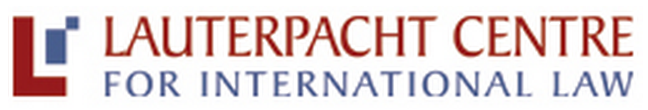 LAUTERPACHT CENTRE
FOR INTERNATIONAL LAW